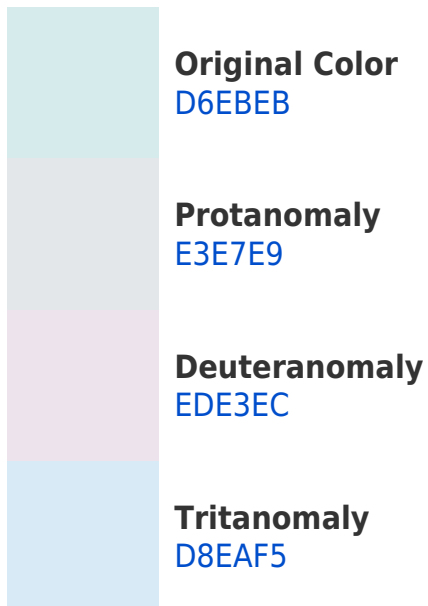 Original Color
D6EBEB
Protanomaly
E3E7E9
Deuteranomaly
EDE3EC
Tritanomaly
D8EAF5